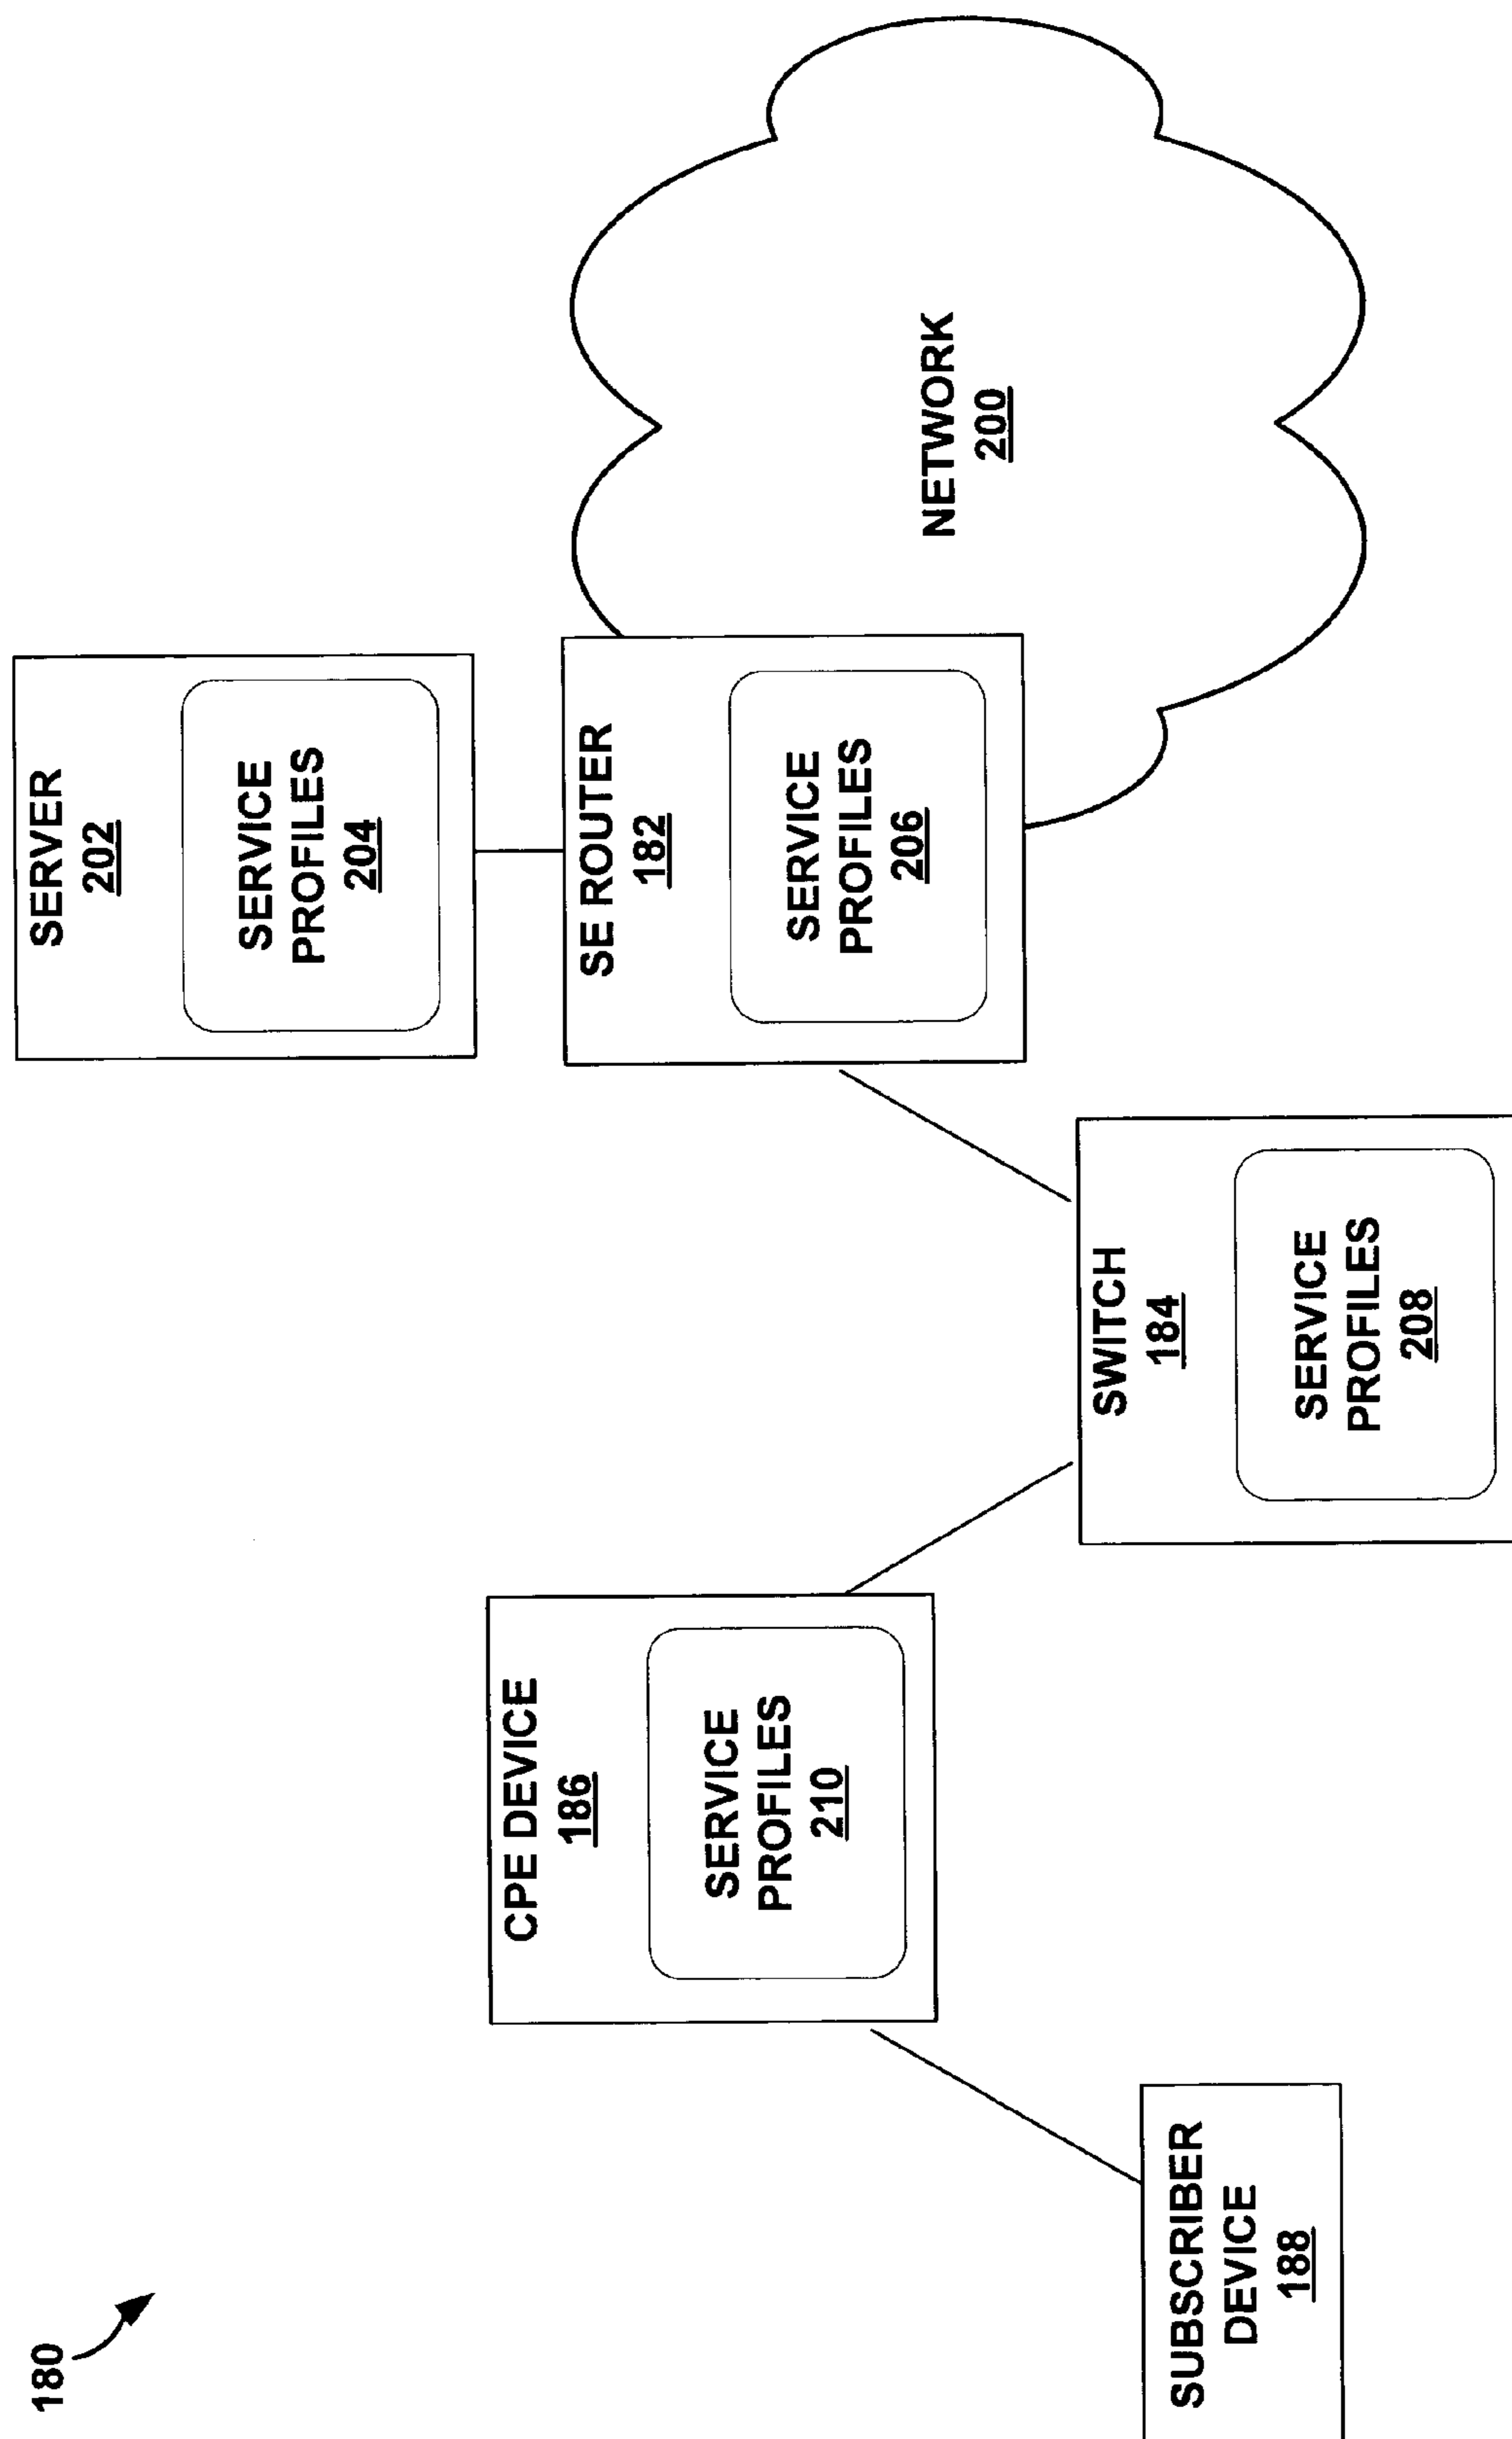 180
SERVER
202
SERVICE
PROFILES
204
SE ROUTER
182
SERVICE
PROFILES
206
NETWORK
200
CPE DEVICE
186
SERVICE
PROFILES
210
SWITCH
184
SERVICE
PROFILES
208
SUBSCRIBER
DEVICE
188